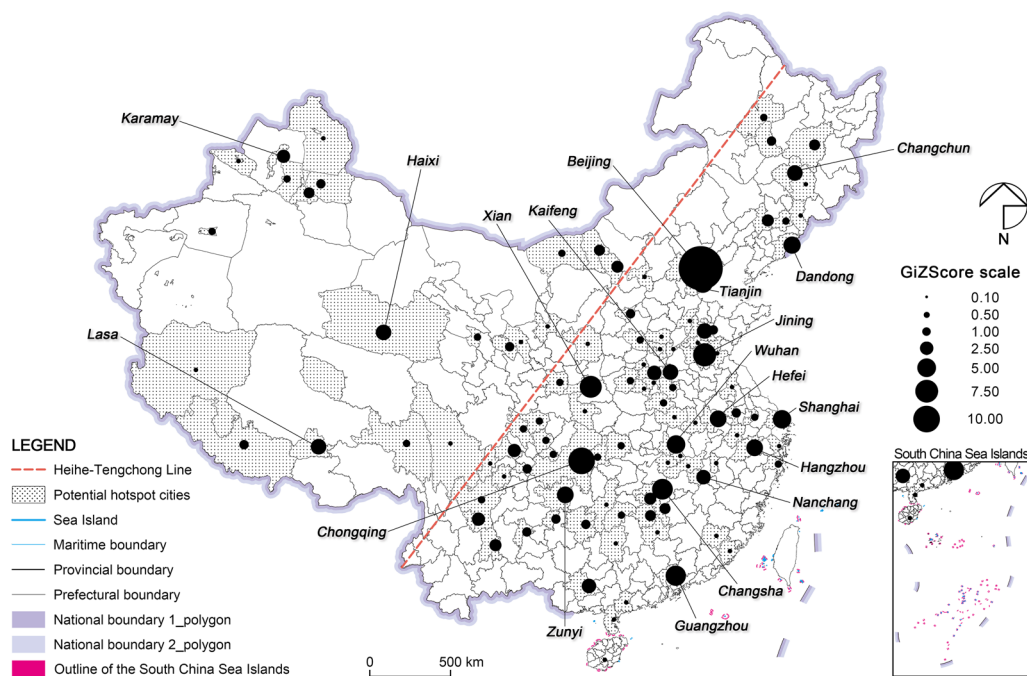 Karamay
Haixi
Beijing
Changchun
Xian
Kaifeng
N
Dandong
GiZScore scale
Tianjin
0.10
0.50
Jining
1.00
Lasa
Wuhan
2.50
Hefei
5.00
7.50
Shanghai
10.00
LEGEND
Heihe-Tengchong Line
Hangzhou
South China Sea Islands
Potential hotspot cities
Nanchang
Sea Island
Chongqing
Maritime boundary
Provincial boundary
Changsha
Prefectural boundary
National boundary 1_polygon
Guangzhou
Zunyi
National boundary 2_polygon
Outline of the South China Sea Islands
0 500 km